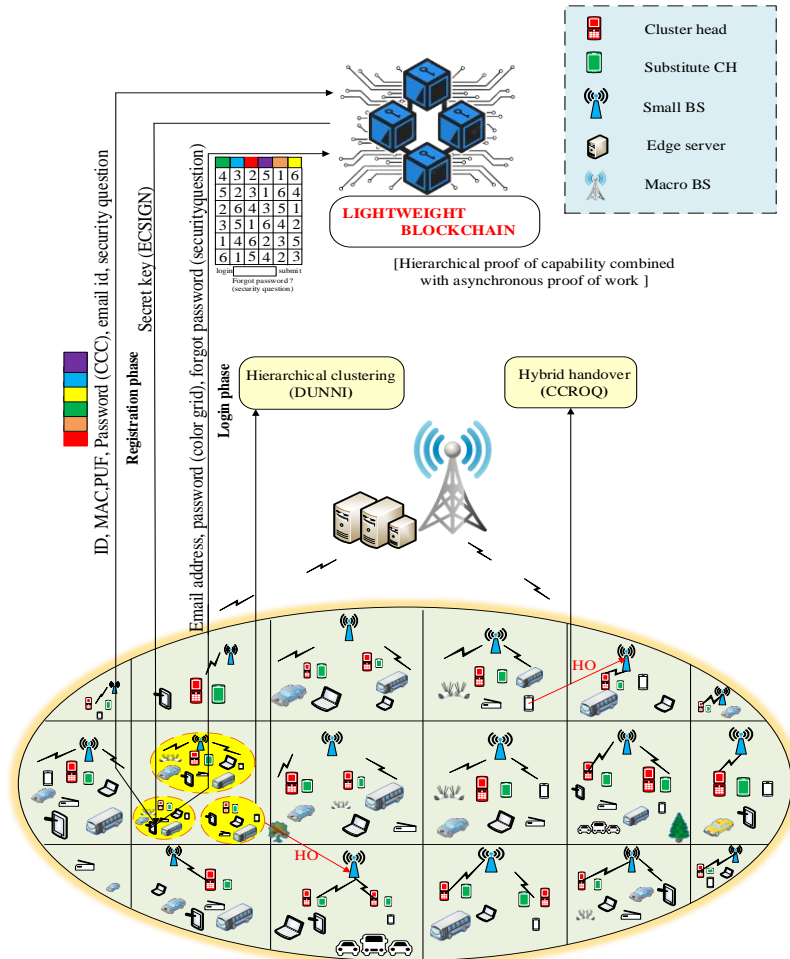 Cluster head
Substitute CH
Small BS
Edge server
Macro BS
LIGHTWEIGHT
BLOCKCHAIN
[Hierarchical proof of capability combined
with asynchronous proof of work ]
ID, MAC,PUF, Password (CCC), email id, security question
Registration phase
Secret key (ECSIGN)
Email address, password (color grid), forgot password (securityquestion)
Login phase
4 3 2 5 1 6
5 2 3 1 6 4
2 6 4 3 5 1
3 5 1 6 4 2
1 4 6 2 3 5
6 1 5 4 2 3
login submit
Forgot password ?
(security question)
Hierarchical clustering
(DUNNI)
Hybrid handover
(CCROQ)
HO
HO